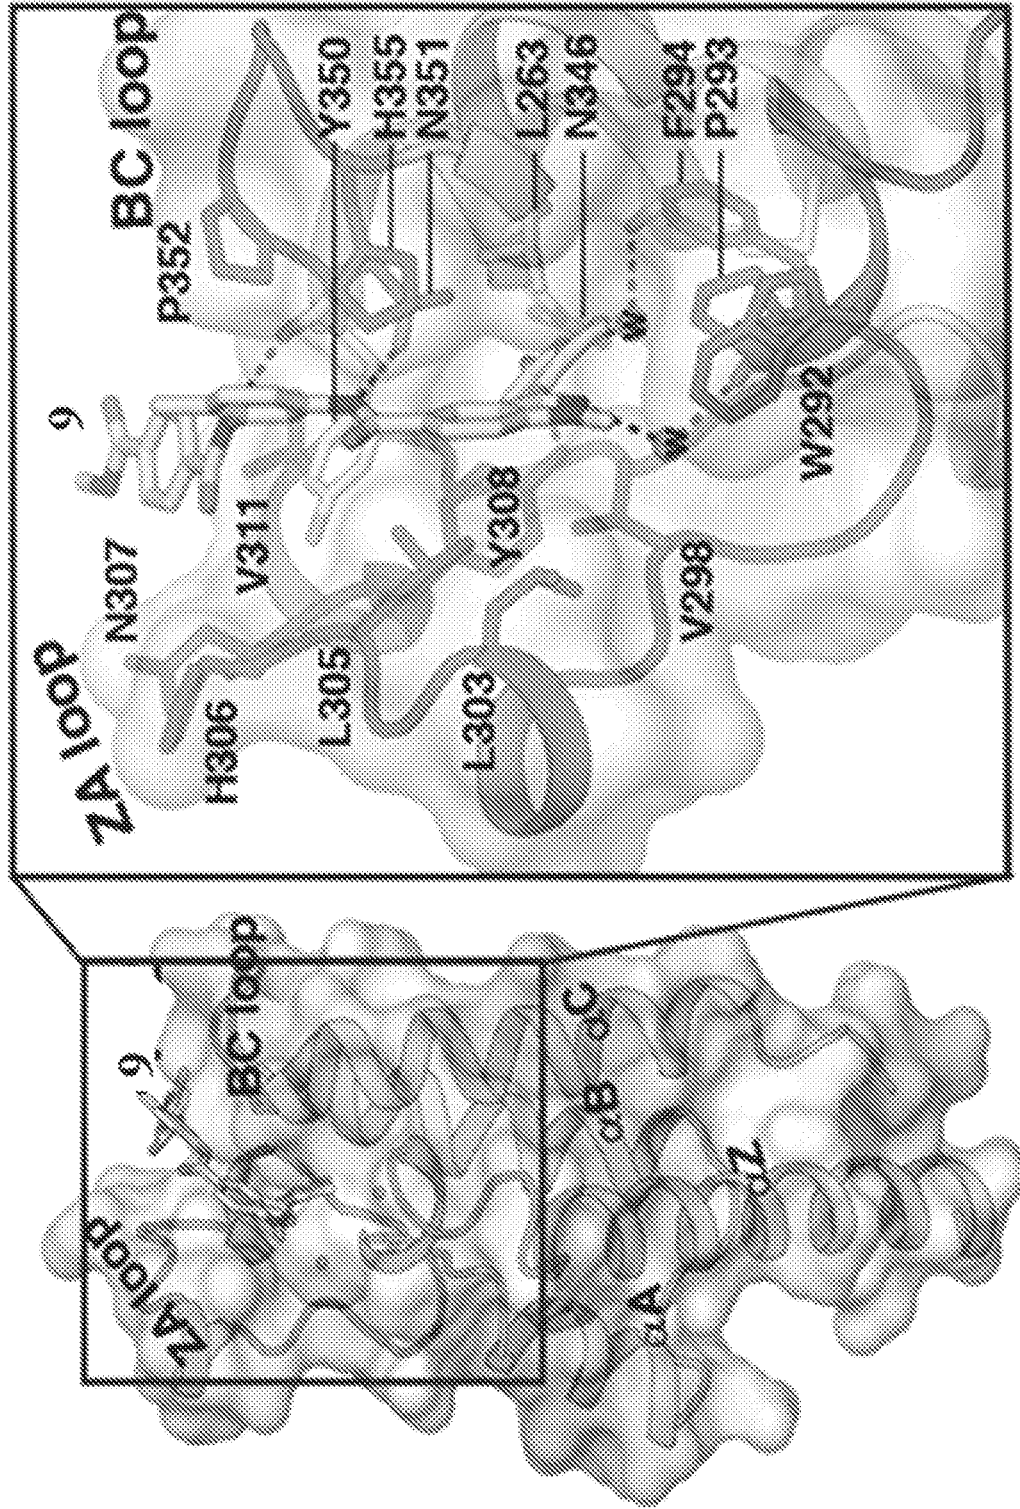 ZA loop
9
BC loop
αA
αB
αC
αZ
ZA loop
N307
9
P352
BC loop
H306
V311
L305
Y350
H355
N351
L303
Y308
L263
N346
W
W
V298
W292
F294
P293